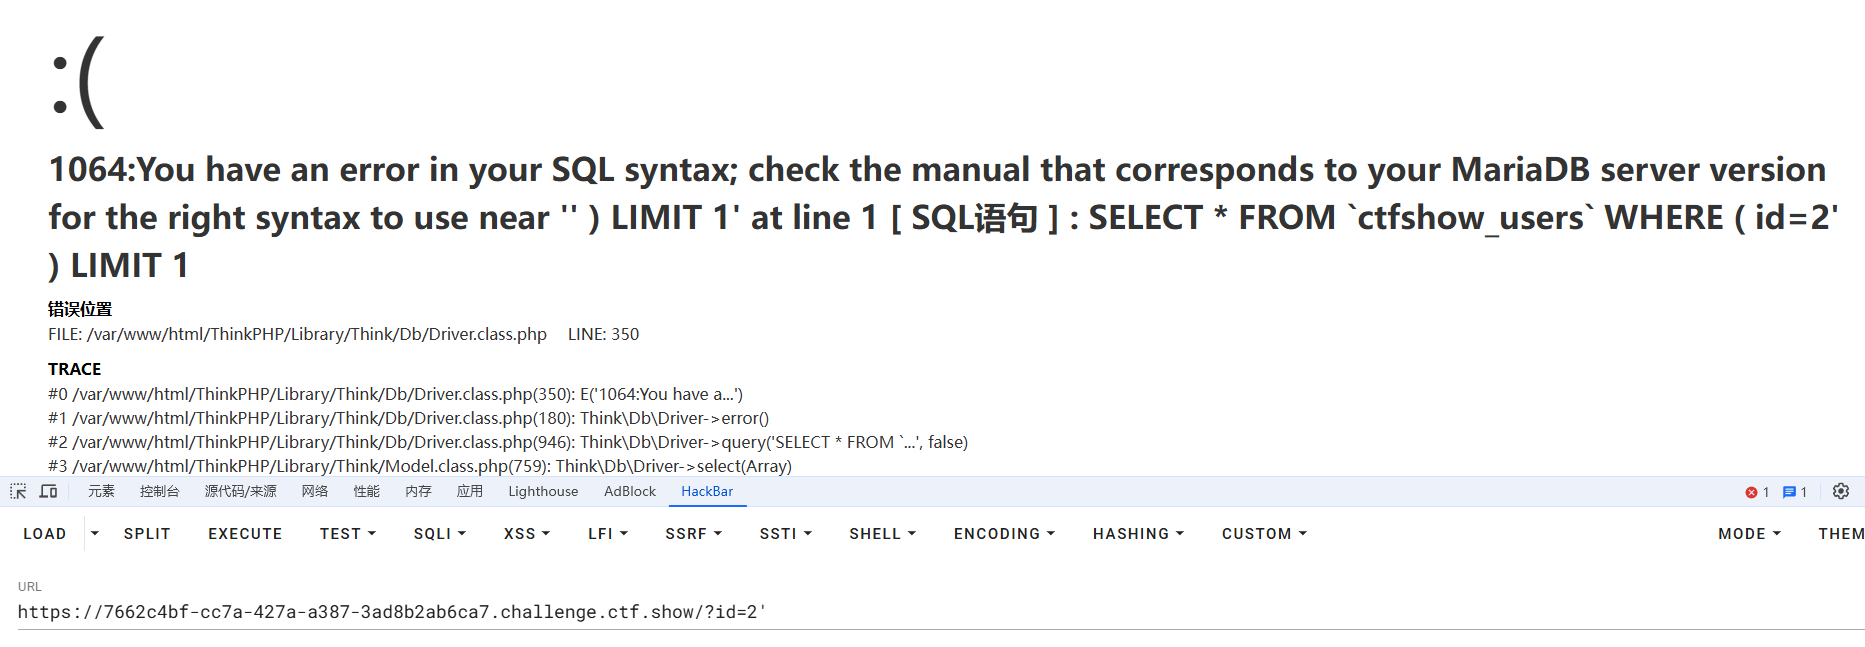 :(
1064:You have an error in your SQL syntax; check the manual that corresponds to your MariaDB server version
for the right syntax to use near '' ) LIMIT 1' at line 1 [ SQL语句 ] : SELECT * FROM `ctfshow_users` WHERE ( id=2'
) LIMIT 1
错误位置
FILE: /var/www/html/ThinkPHP/Library/Think/Db/Driver.class.php LINE: 350
TRACE
#0 /var/www/html/ThinkPHP/Library/Think/Db/Driver.class.php(350): E('1064:You have a...')
#1 /var/www/html/ThinkPHP/Library/Think/Db/Driver.class.php(180): Think\Db\Driver->error()
#2 /var/www/html/ThinkPHP/Library/Think/Db/Driver.class.php(946): Think\Db\Driver->query('SELECT * FROM `...', false)
#3 /var/www/html/ThinkPHP/Library/Think/Model.class.php(759): Think\Db\Driver->select(Array)
元素 控制台 源代码/来源 网络 性能 内存 应用 Lighthouse AdBlock HackBar 1 1
LOAD SPLIT EXECUTE TEST SQLI XSS LFI SSRF SSTI SHELL ENCODING HASHING CUSTOM MODE THEM
URL
https://7662c4bf-cc7a-427a-a387-3ad8b2ab6ca7.challenge.ctf.show/?id=2'